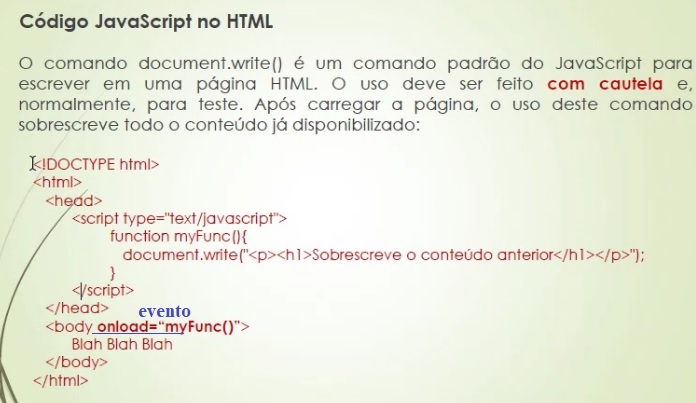 Código JavaScript no HTML
O comando document.write() é um comando padrão do JavaScript para
escrever em uma página HTML. O uso deve ser feito com cautela e,
normalmente, para teste. Após carregar a página, o uso deste comando
sobrescreve todo o conteúdo já disponibilizado:
<!DOCTYPE html>
<html>
<head>
<script type="text/javascript">
function myFunc(){
document.write("<p><h1>Sobrescreve o conteúdo anterior</h1></p>");
}
</script>
</head>
evento
<body onload=“myFunc()”>
Blah Blah Blah
</body>
</html>